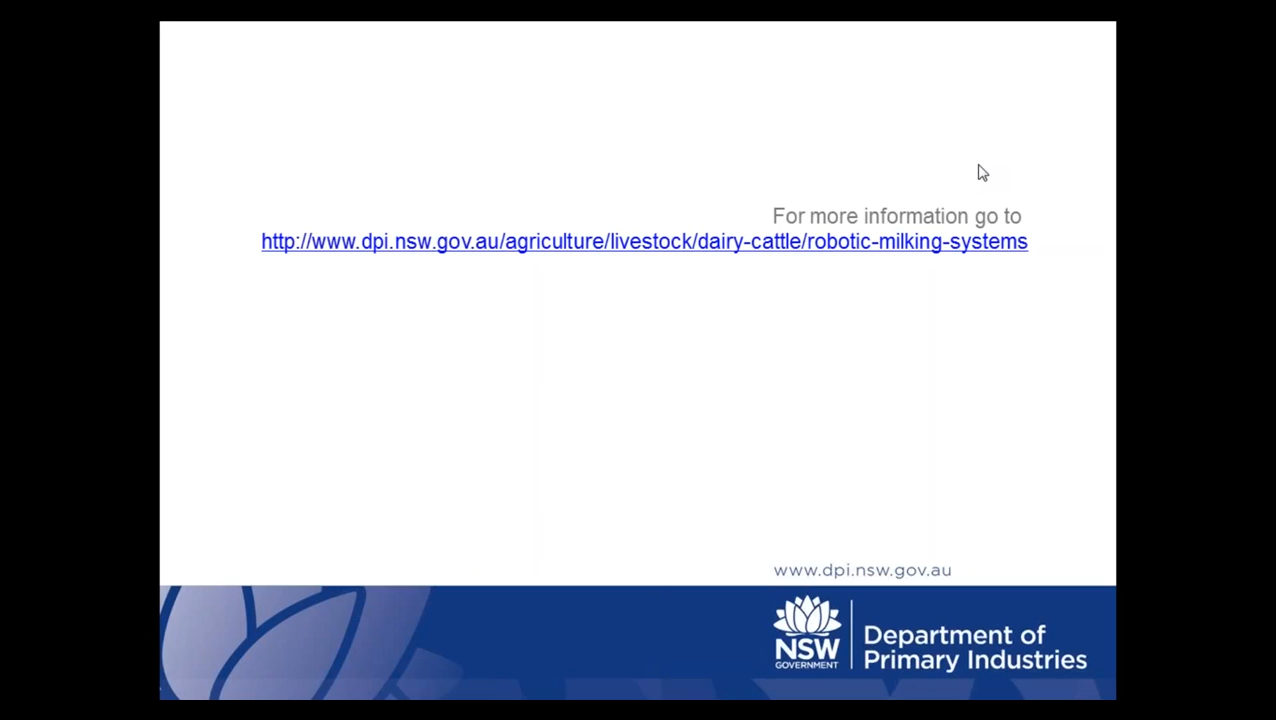 For more information go to
http://www.dpi.nsw.gov.au/agriculture/livestock/dairy-cattle/robotic-milking-systems
www.dpi.nsw.gov.au
NSW
GOVERNMENT
Department of
Primary Industries